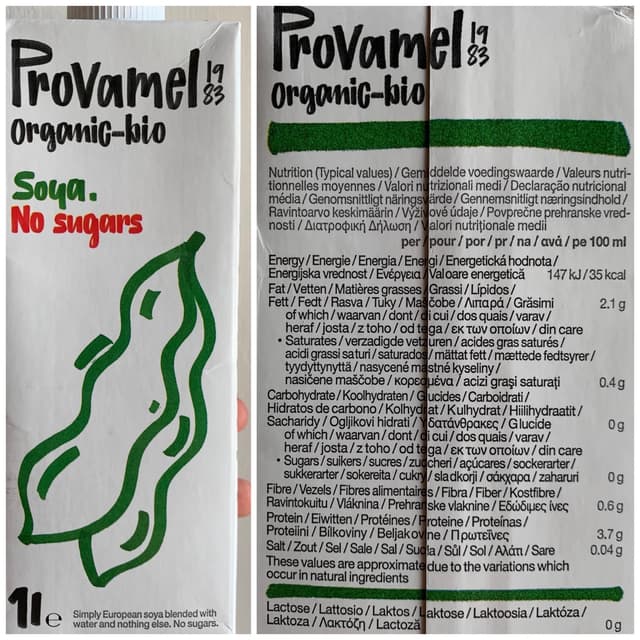 Provamel 19
83
Organic-bio
Soya.
No sugars
1l e
Simply European soya blended with
water and nothing else. No sugars.
Provamel 19
83
Organic-bio
Nutrition (Typical values) / Gemiddelde voedingswaarde / Valeurs nutri-
tionnelles moyennes / Valori nutrizionali medi / Declaração nutricional
média / Genomsnittligt näringsvärde / Gennemsnitligt næringsindhold /
Ravintoarvo keskimäärin / Výživové údaje / Povprečne prehranske vred-
nosti / Διατροφική Δήλωση / Valori nutriționale medii
per / pour / por / pr / na / ανά / pe 100 ml
Energy / Energie / Energia / Energi / Energetická hodnota /
Energijska vrednost / Ενέργεια / Valoare energetică 147 kJ / 35 kcal
Fat / Vetten / Matières grasses / Grassi / Lípidos /
Fett / Fedt / Rasva / Tuky / Maščobe / Λιπαρά / Grăsimi 2.1 g
of which / waarvan / dont / di cui / dos quais / varav /
heraf / josta / z toho / od tega / εκ των οποίων / din care
• Saturates / verzadigde vetzuren / acides gras saturés /
acidi grassi saturi / saturados / mättat fett / mættede fedtsyrer /
tyydyttynyttä / nasycené mastné kyseliny /
nasičene maščobe / κορεσμένα / acizi grași saturați 0.4 g
Carbohydrate / Koolhydraten / Glucides / Carboidrati /
Hidratos de carbono / Kolhydrat / Kulhydrat / Hiilihydraatit /
Sacharidy / Ogljikovi hidrati / Υδατάνθρακες / Glucide 0 g
of which / waarvan / dont / di cui / dos quais / varav /
heraf / josta / z toho / od tega / εκ των οποίων / din care
• Sugars / suikers / sucres / zuccheri / açúcares / sockerarter /
sukkerarter / sokereita / cukry / sladkorji / σάκχαρα / zaharuri 0 g
Fibre / Vezels / Fibres alimentaires / Fibra / Fiber / Kostfibre /
Ravintokuitu / Vláknina / Prehranske vlaknine / Εδώδιμες ίνες 0.6 g
Protein / Eiwitten / Protéines / Proteine / Proteínas /
Proteiini / Bílkoviny / Beljakovine / Πρωτεΐνες 3.7 g
Salt / Zout / Sel / Sale / Sal / Suola / Sůl / Sol / Αλάτι / Sare 0.04 g
These values are approximate due to the variations which
occur in natural ingredients
Lactose / Lattosio / Laktos / Laktose / Laktoosia / Laktóza /
Laktoza / Λακτόζη / Lactoză 0 g